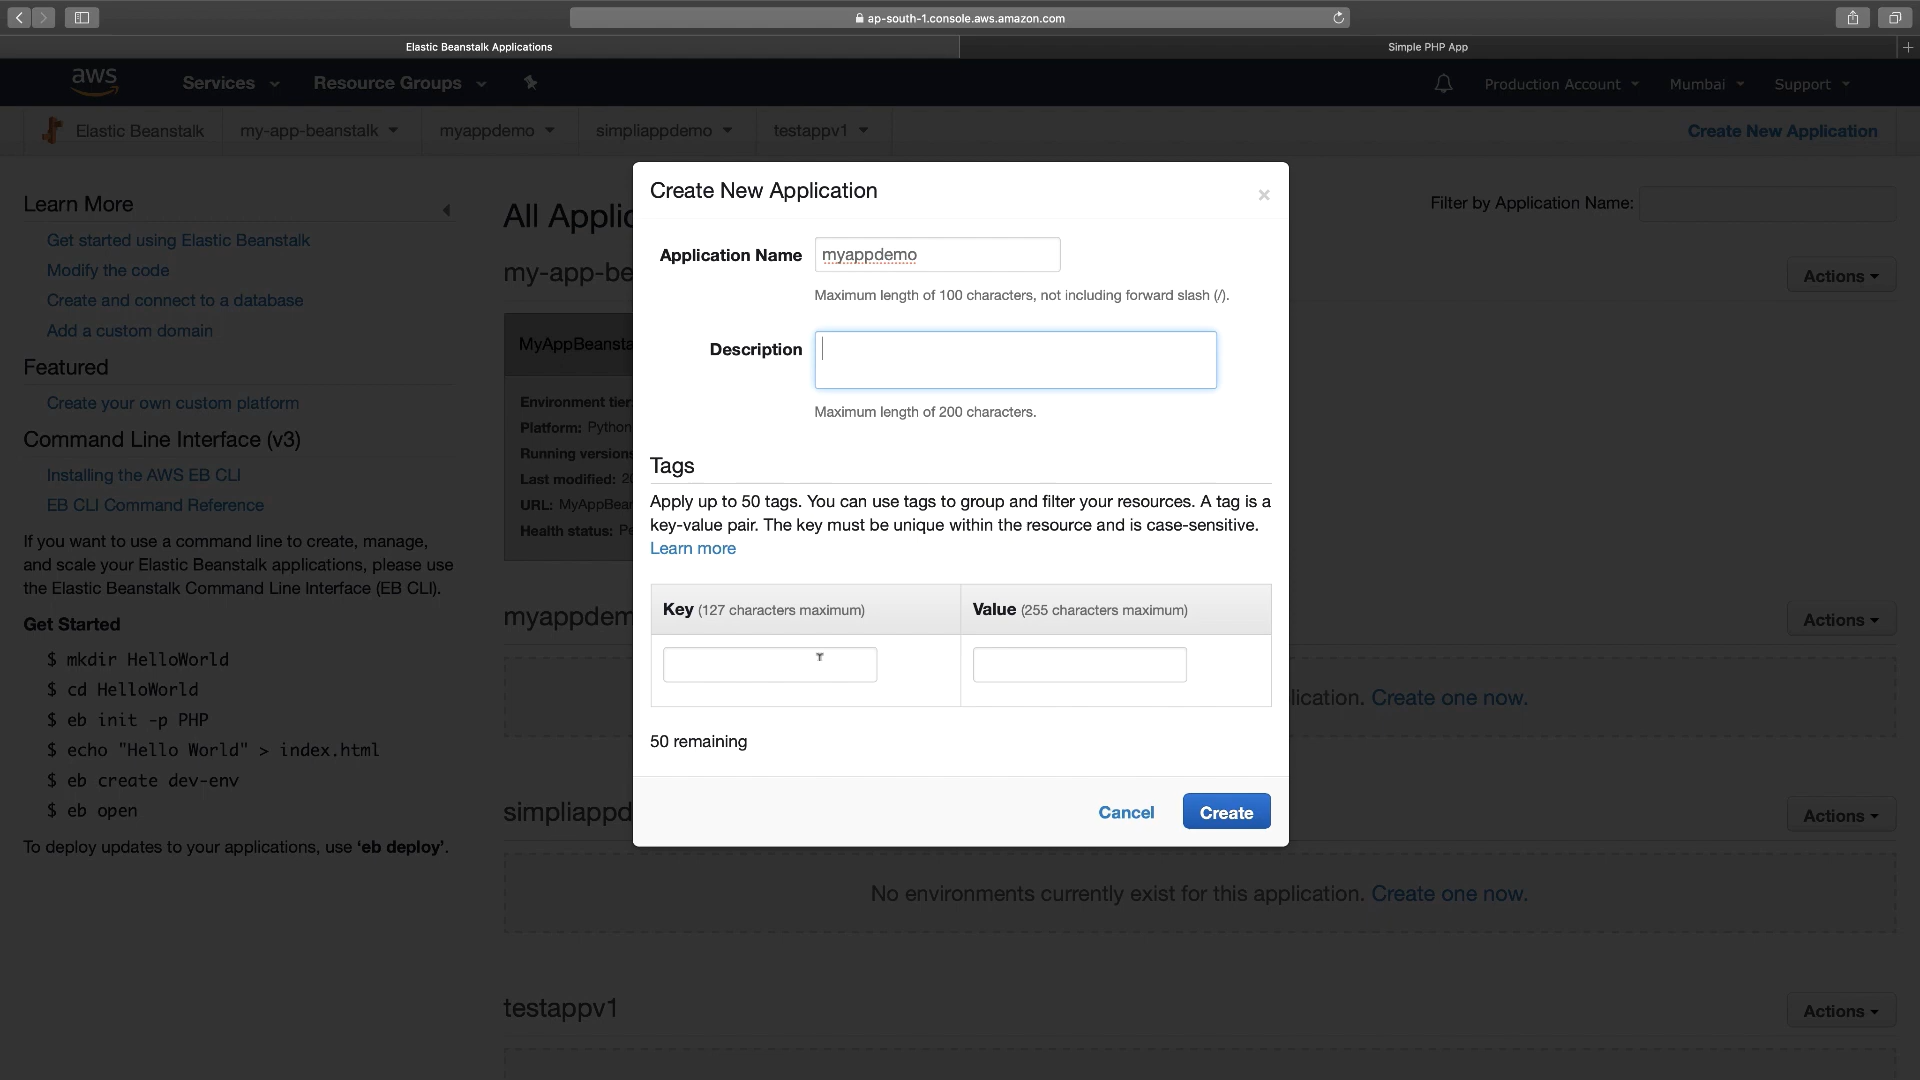 ap-south-1.console.aws.amazon.com
Elastic Beanstalk Applications
Simple PHP App
aws
Services
Resource Groups
Production Account
Mumbai
Support
Elastic Beanstalk
my-app-beanstalk
myappdemo
simpliappdemo
testappv1
Create New Application
Learn More
Get started using Elastic Beanstalk
Modify the code
Create and connect to a database
Add a custom domain
Featured
Create your own custom platform
Command Line Interface (v3)
Installing the AWS EB CLI
EB CLI Command Reference
If you want to use a command line to create, manage,
and scale your Elastic Beanstalk applications, please use
the Elastic Beanstalk Command Line Interface (EB CLI).
Get Started
$ mkdir HelloWorld
$ cd HelloWorld
$ eb init -p PHP
$ echo "Hello World" > index.html
$ eb create dev-env
$ eb open
To deploy updates to your applications, use 'eb deploy'.
All Applic
Filter by Application Name:
my-app-be
Actions
MyAppBeansta
Environment tier:
Platform: Python
Running versions
Last modified: 20
URL: MyAppBean
Health status: Pe
myappdem
Actions
lication. Create one now.
simpliappd
Actions
No environments currently exist for this application. Create one now.
testappv1
Actions
Create New Application
×
Application Name
myappdemo
Maximum length of 100 characters, not including forward slash (/).
Description
Maximum length of 200 characters.
Tags
Apply up to 50 tags. You can use tags to group and filter your resources. A tag is a
key-value pair. The key must be unique within the resource and is case-sensitive.
Learn more
Key (127 characters maximum)
Value (255 characters maximum)
50 remaining
Cancel
Create